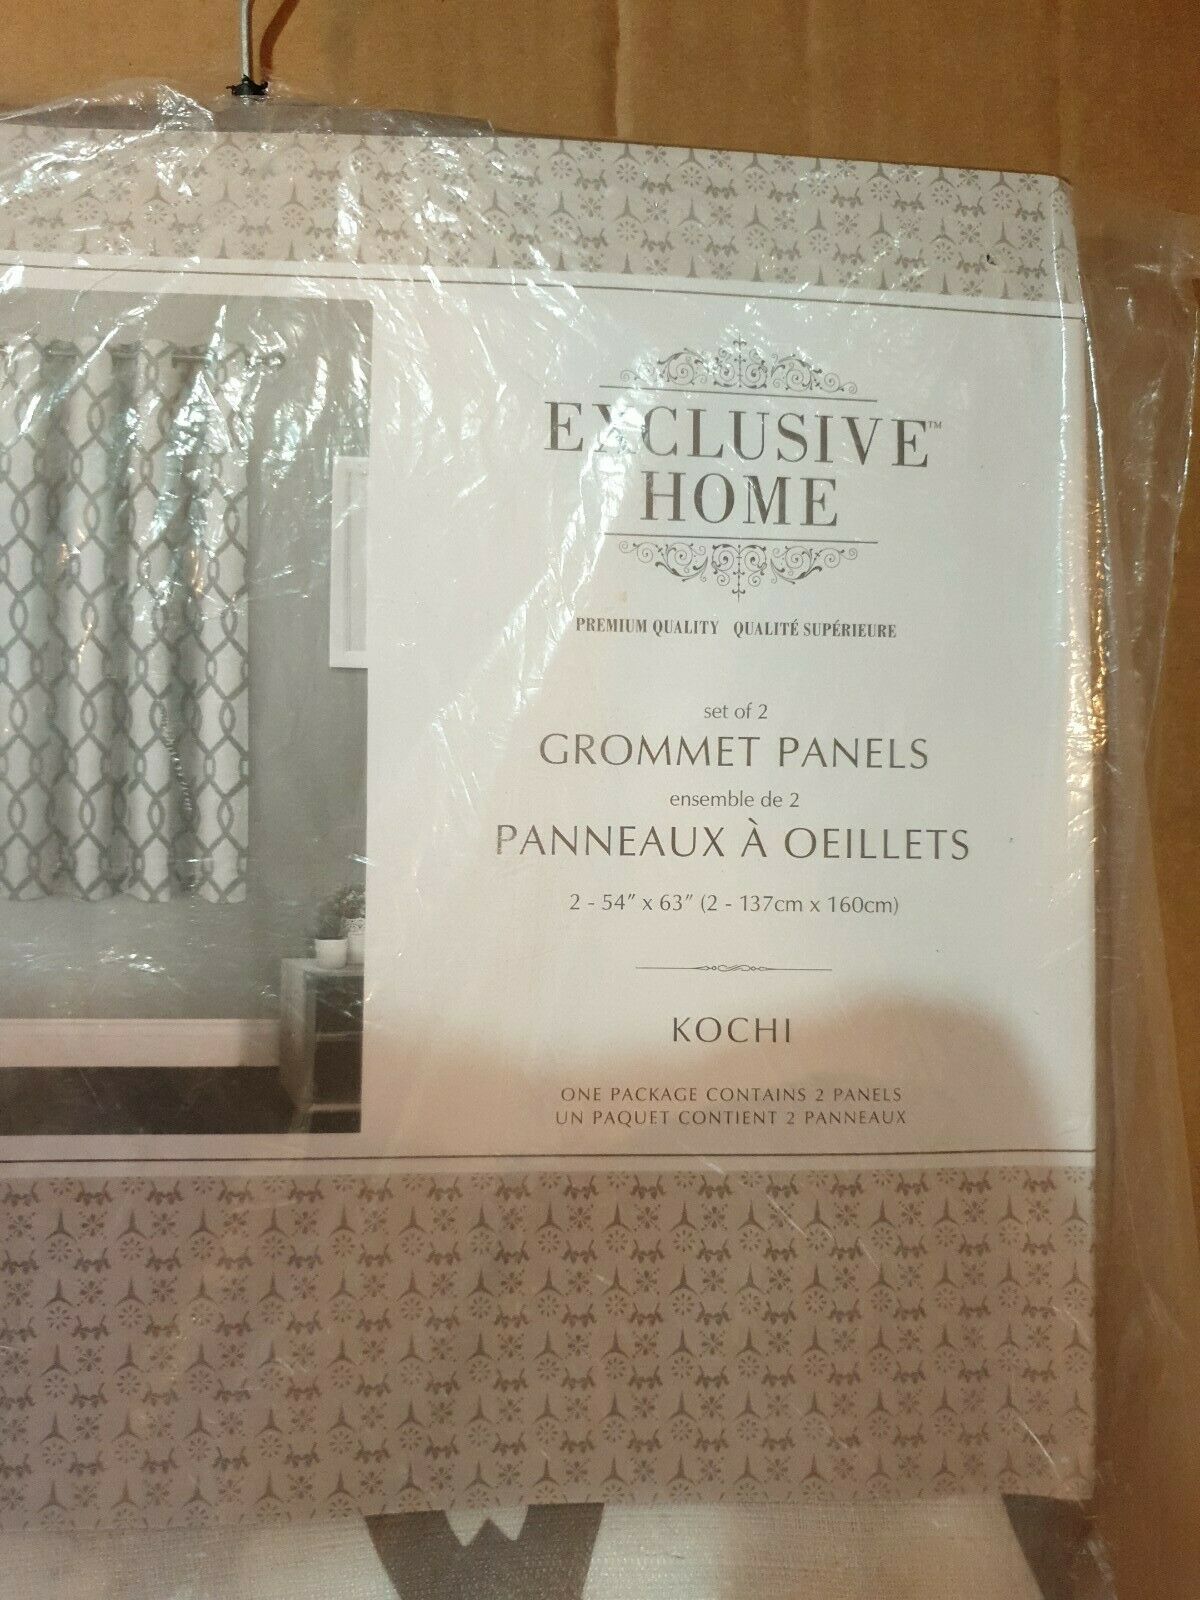 EXCLUSIVE™
HOME
PREMIUM QUALITY QUALITÉ SUPÉRIEURE
set of 2
GROMMET PANELS
ensemble de 2
PANNEAUX À OEILLETS
2 - 54" x 63" (2 - 137cm x 160cm)
KOCHI
ONE PACKAGE CONTAINS 2 PANELS
UN PAQUET CONTIENT 2 PANNEAUX